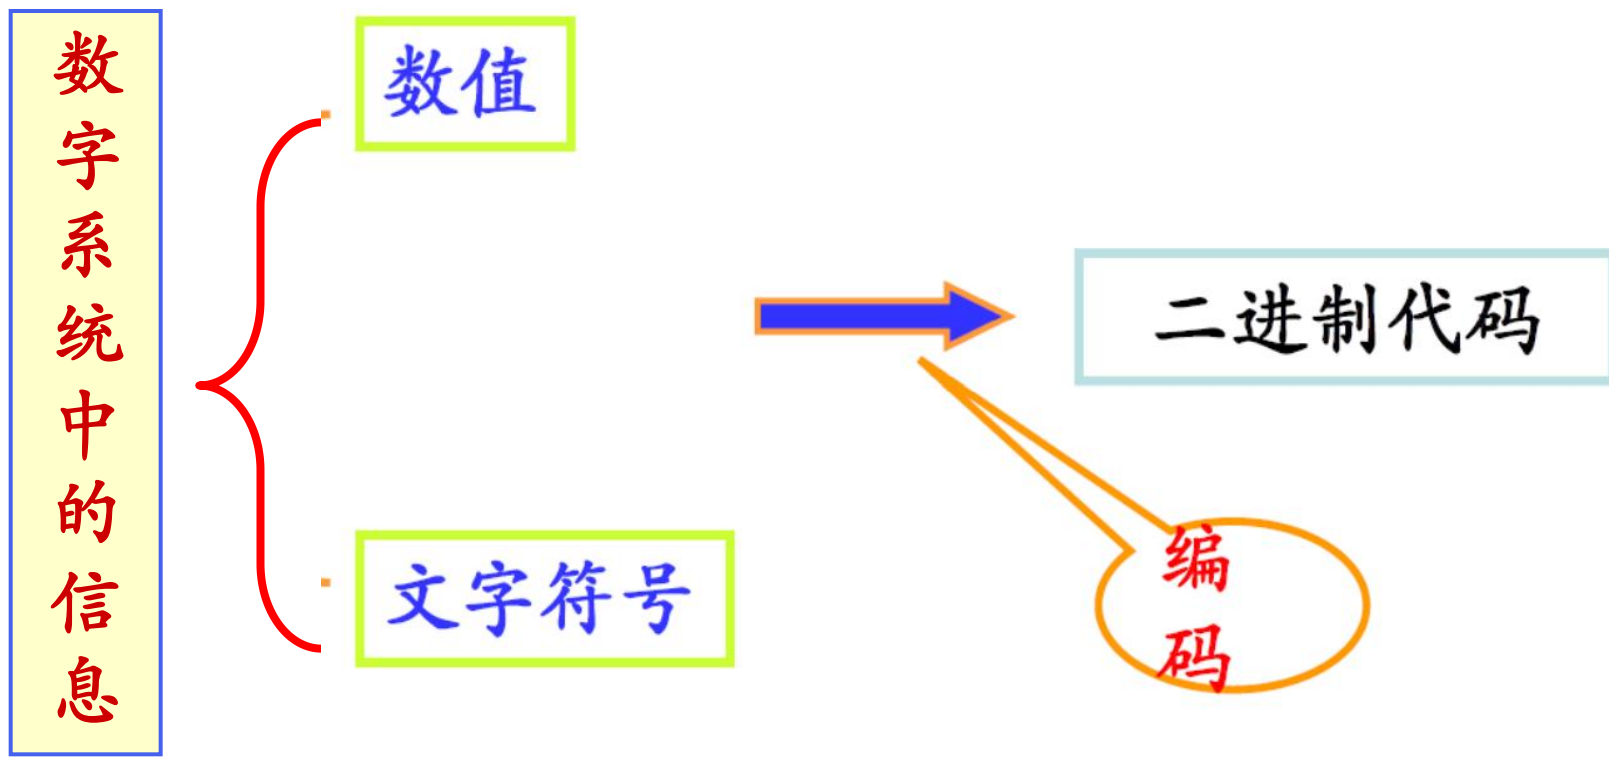 数字系统中的信息
数值
文字符号
二进制代码
编
码